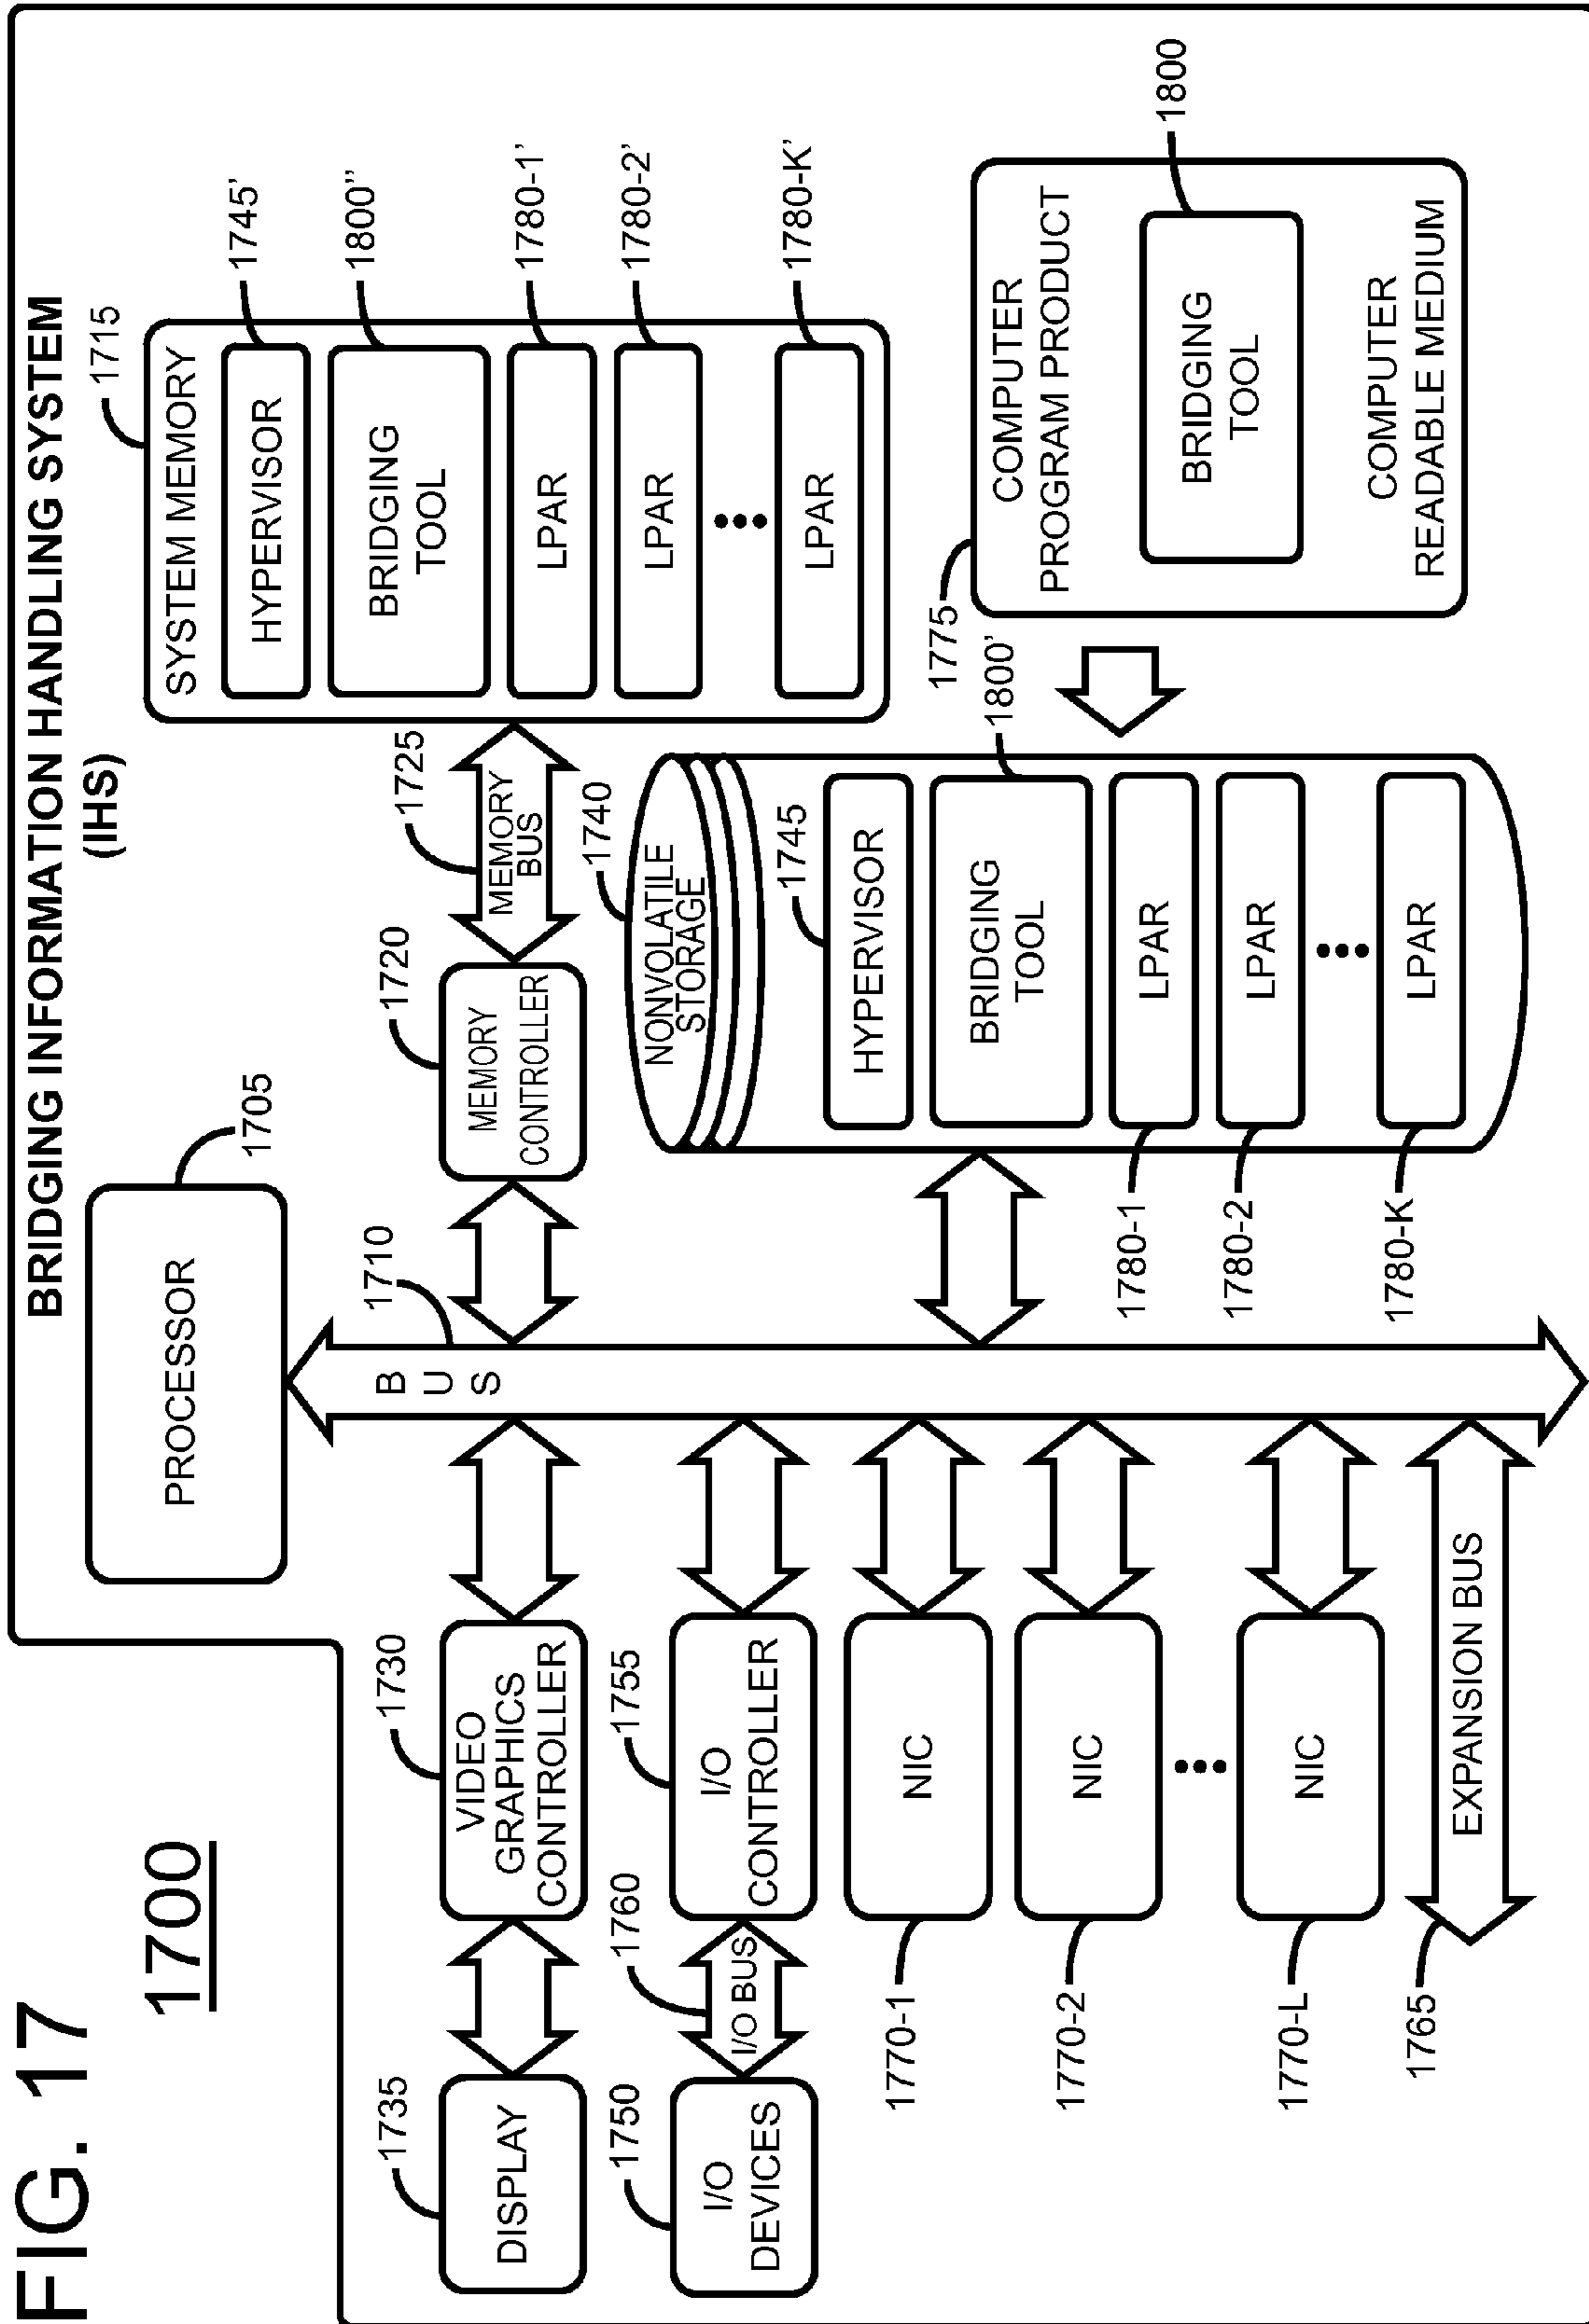 FIG. 17
1700
BRIDGING INFORMATION HANDLING SYSTEM
(IHS)
PROCESSOR
1705
1710
B
U
S
1735
DISPLAY
1730
VIDEO
GRAPHICS
CONTROLLER
1720
MEMORY
CONTROLLER
1725
MEMORY
BUS
1715
SYSTEM MEMORY
HYPERVISOR
1745'
BRIDGING
TOOL
1800''
LPAR
1780-1'
LPAR
1780-2'
LPAR
1780-K'
1750
I/O
DEVICES
1760
I/O BUS
1755
I/O
CONTROLLER
1740
NONVOLATILE
STORAGE
1745
HYPERVISOR
BRIDGING
TOOL
1800'
1780-1
LPAR
1780-2
LPAR
1780-K
LPAR
1775
COMPUTER
PROGRAM PRODUCT
BRIDGING
TOOL
1800
COMPUTER
READABLE MEDIUM
1770-1
NIC
1770-2
NIC
1770-L
NIC
1765
EXPANSION BUS